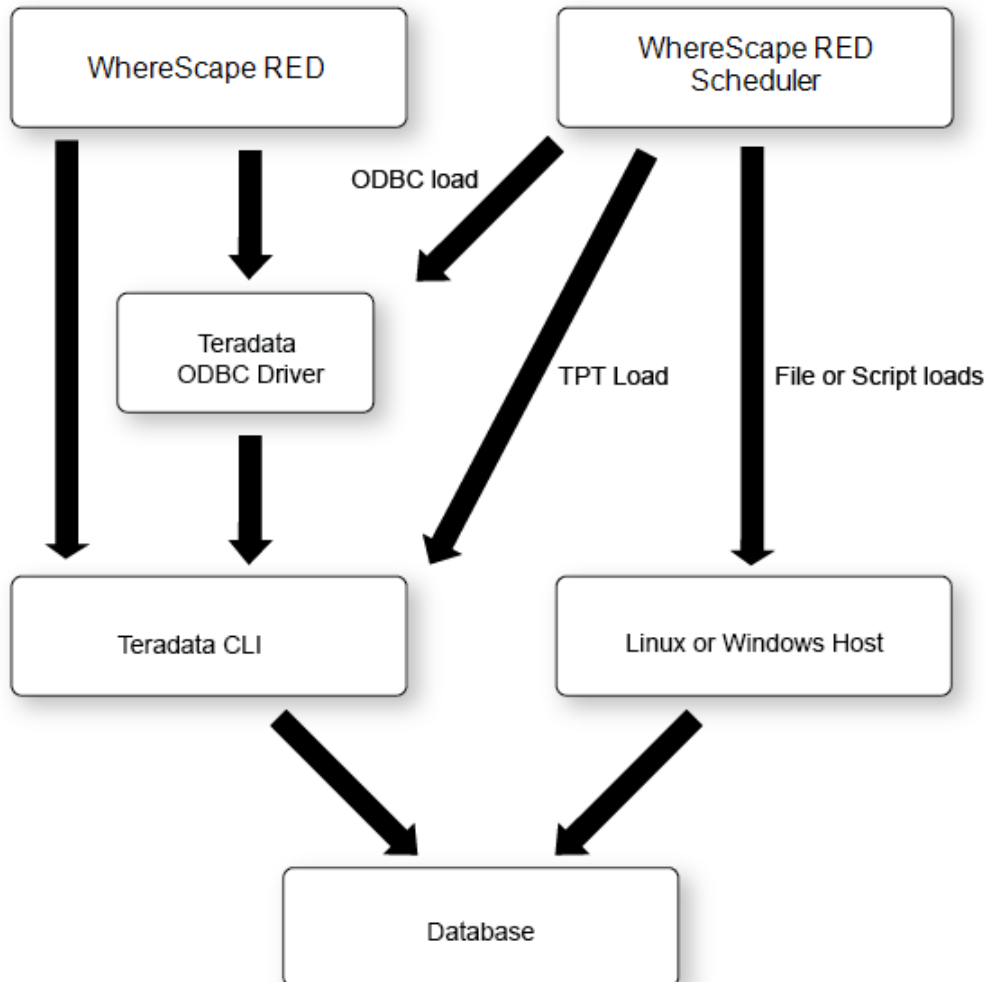 WhereScape RED
WhereScape RED
Scheduler
ODBC load
Teradata
ODBC Driver
TPT Load
File or Script loads
Teradata CLI
Linux or Windows Host
Database